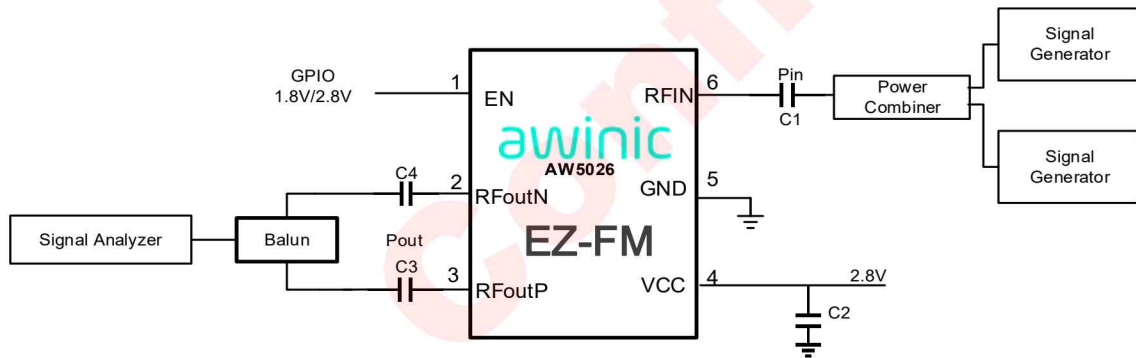 GPIO
1.8V/2.8V
1
EN
awinic
AW5026
EZ-FM
C4
2
RFoutN
Signal Analyzer
Balun
Pout
C3
3
RFoutP
6
RFIN
Pin
C1
Power
Combiner
Signal
Generator
Signal
Generator
5
GND
4
VCC
2.8V
C2